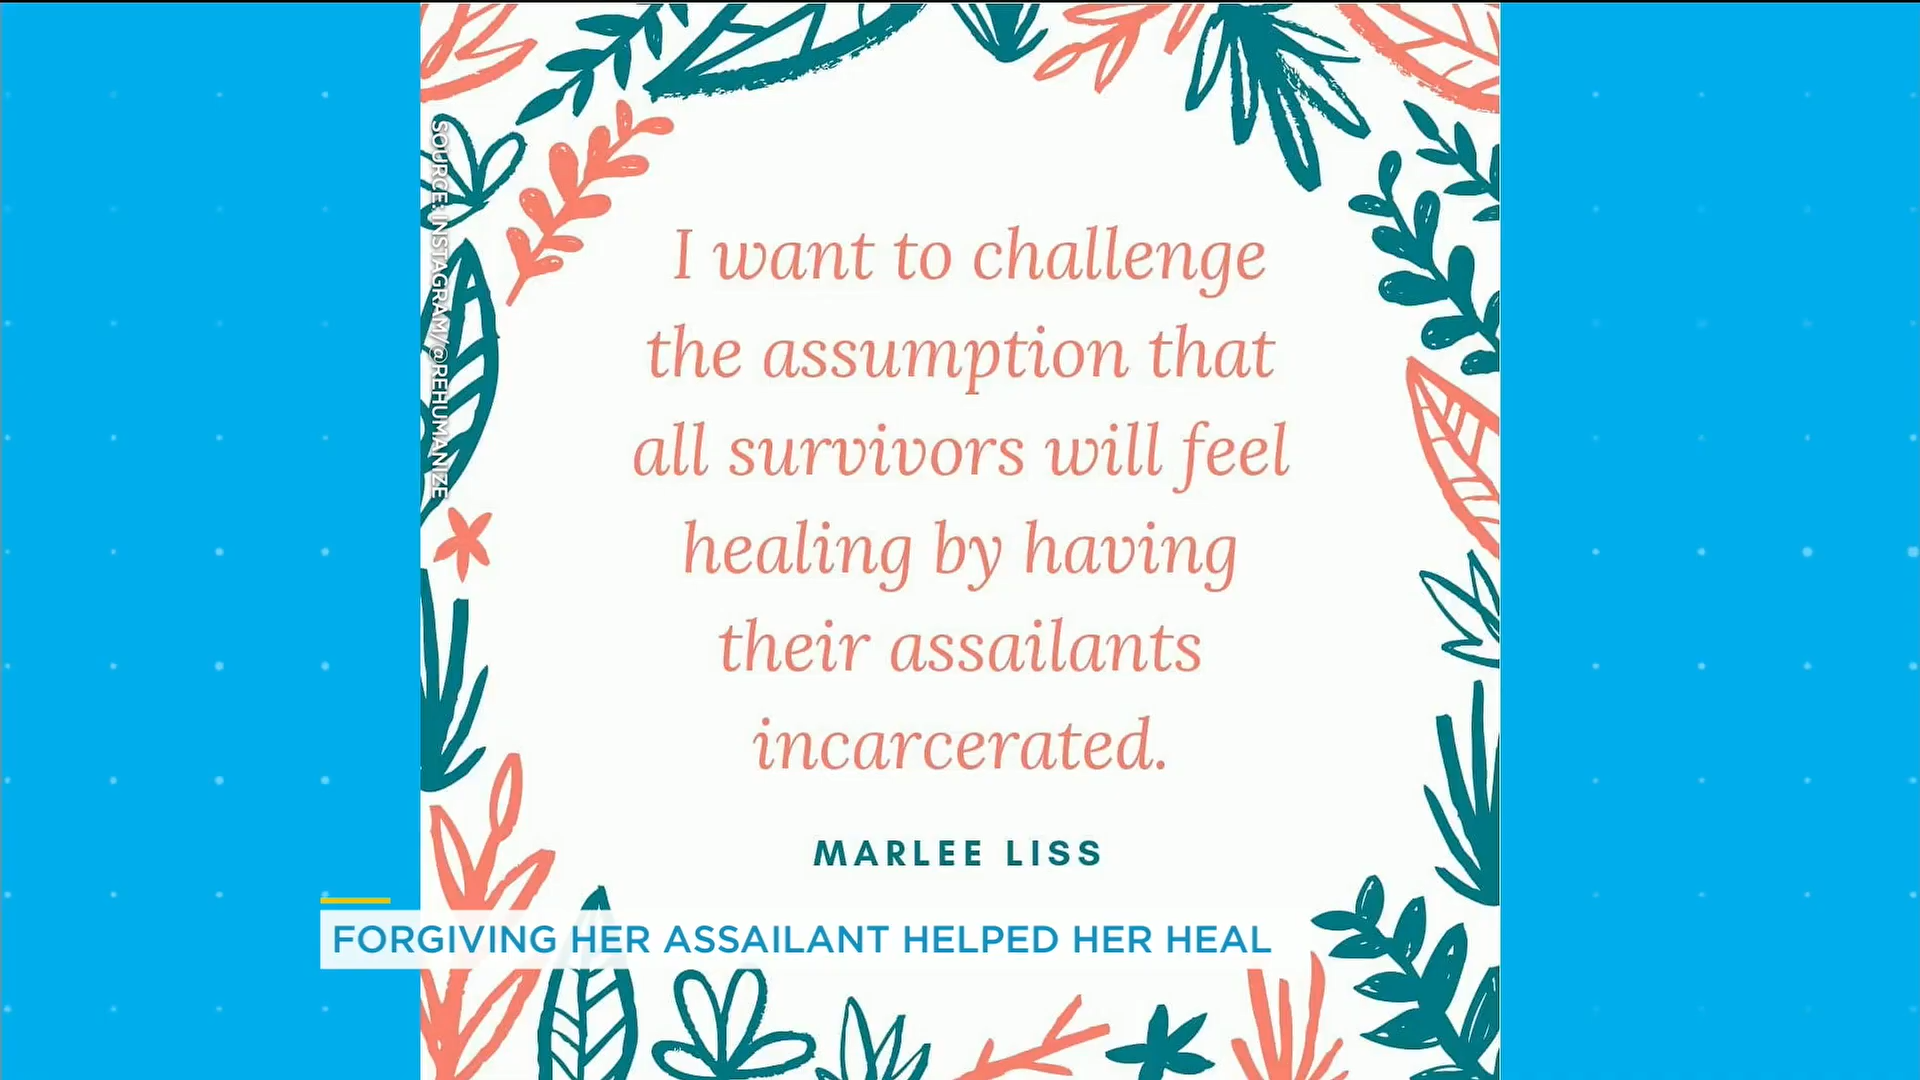 SOURCE: INSTAGRAM/@REHUMANIZE
I want to challenge
the assumption that
all survivors will feel
healing by having
their assailants
incarcerated.
MARLEE LISS
FORGIVING HER ASSAILANT HELPED HER HEAL